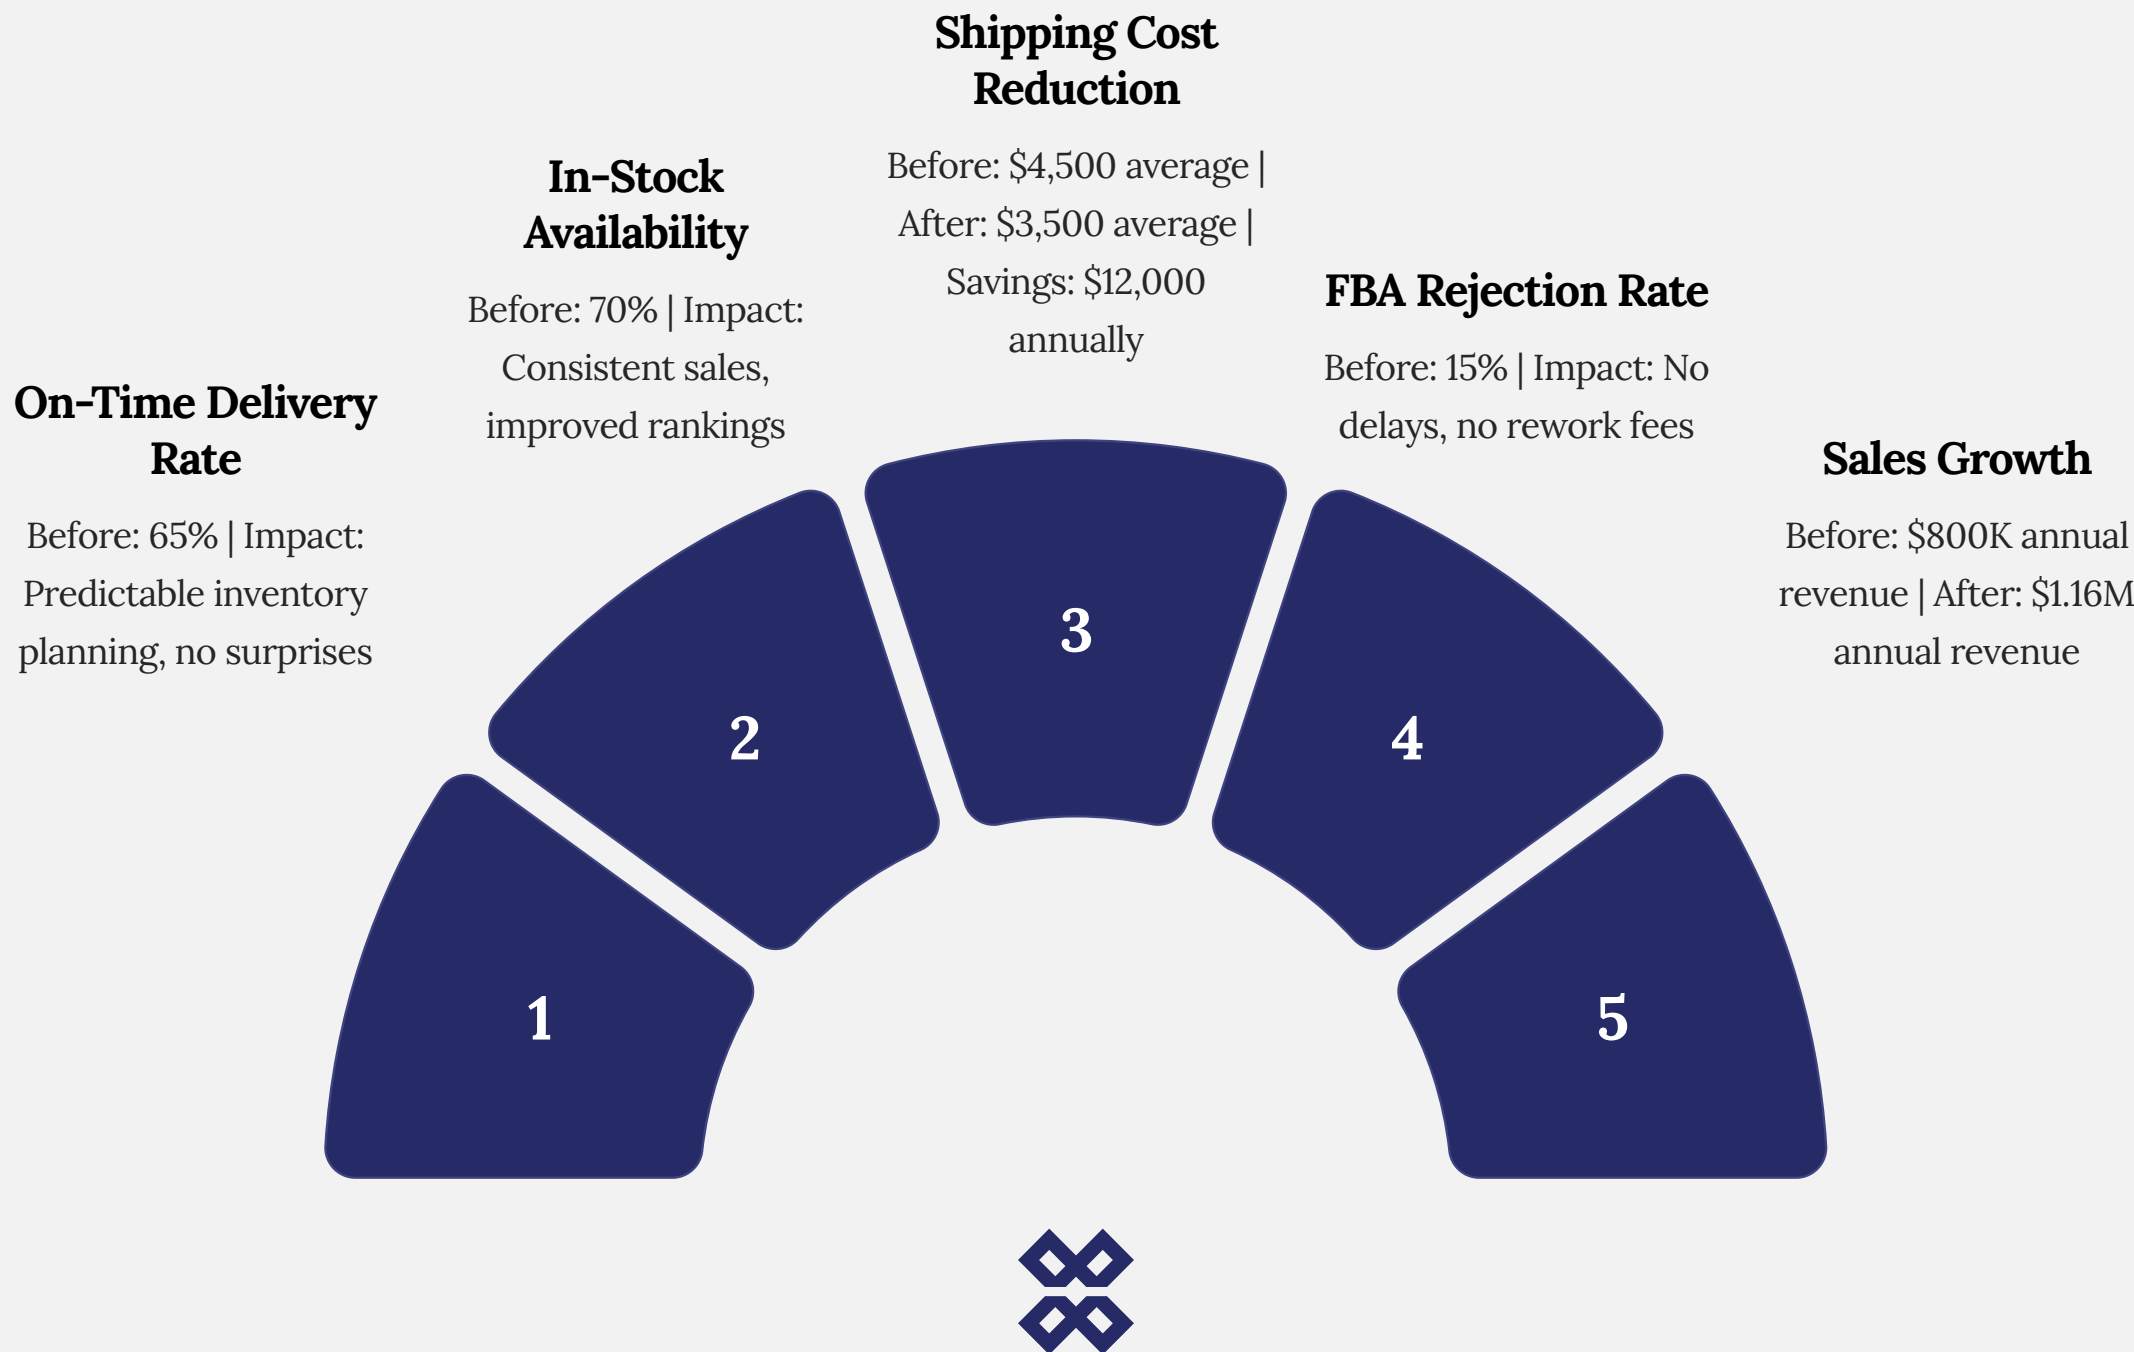 On-Time Delivery
Rate
Before: 65% | Impact:
Predictable inventory
planning, no surprises
In-Stock
Availability
Before: 70% | Impact:
Consistent sales,
improved rankings
Shipping Cost
Reduction
Before: $4,500 average |
After: $3,500 average |
Savings: $12,000
annually
FBA Rejection Rate
Before: 15% | Impact: No
delays, no rework fees
Sales Growth
Before: $800K annual
revenue | After: $1.16M
annual revenue
1
2
3
4
5